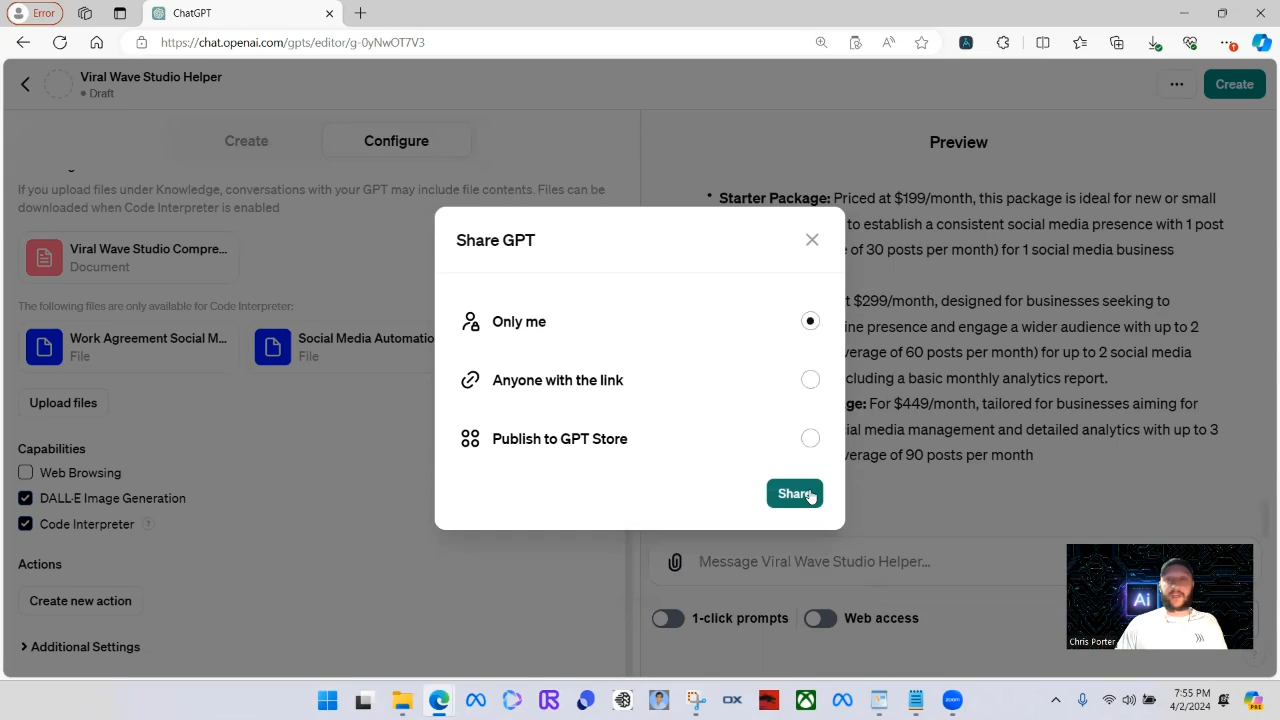 Error
ChatGPT
https://chat.openai.com/gpts/editor/g-0yNwOT7V3
Viral Wave Studio Helper
Draft
Create
Create
Configure
Preview
If you upload files under Knowledge, conversations with your GPT may include file contents. Files can be
downloaded when Code Interpreter is enabled
Viral Wave Studio Compre...
Document
The following files are only available for Code Interpreter:
Work Agreement Social M...
File
Social Media Automatio
File
Upload files
Capabilities
Web Browsing
DALL·E Image Generation
Code Interpreter
?
Actions
Create new action
Additional Settings
Share GPT
Only me
Anyone with the link
Publish to GPT Store
Share
• Starter Package: Priced at $199/month, this package is ideal for new or small
to establish a consistent social media presence with 1 post
of 30 posts per month) for 1 social media business
t $299/month, designed for businesses seeking to
ine presence and engage a wider audience with up to 2
verage of 60 posts per month) for up to 2 social media
cluding a basic monthly analytics report.
ge: For $449/month, tailored for businesses aiming for
ial media management and detailed analytics with up to 3
verage of 90 posts per month
Message Viral Wave Studio Helper...
1-click prompts
Web access
Ai
Chris Porter
OX
zoom
7:55 PM
4/2/2024
PRE